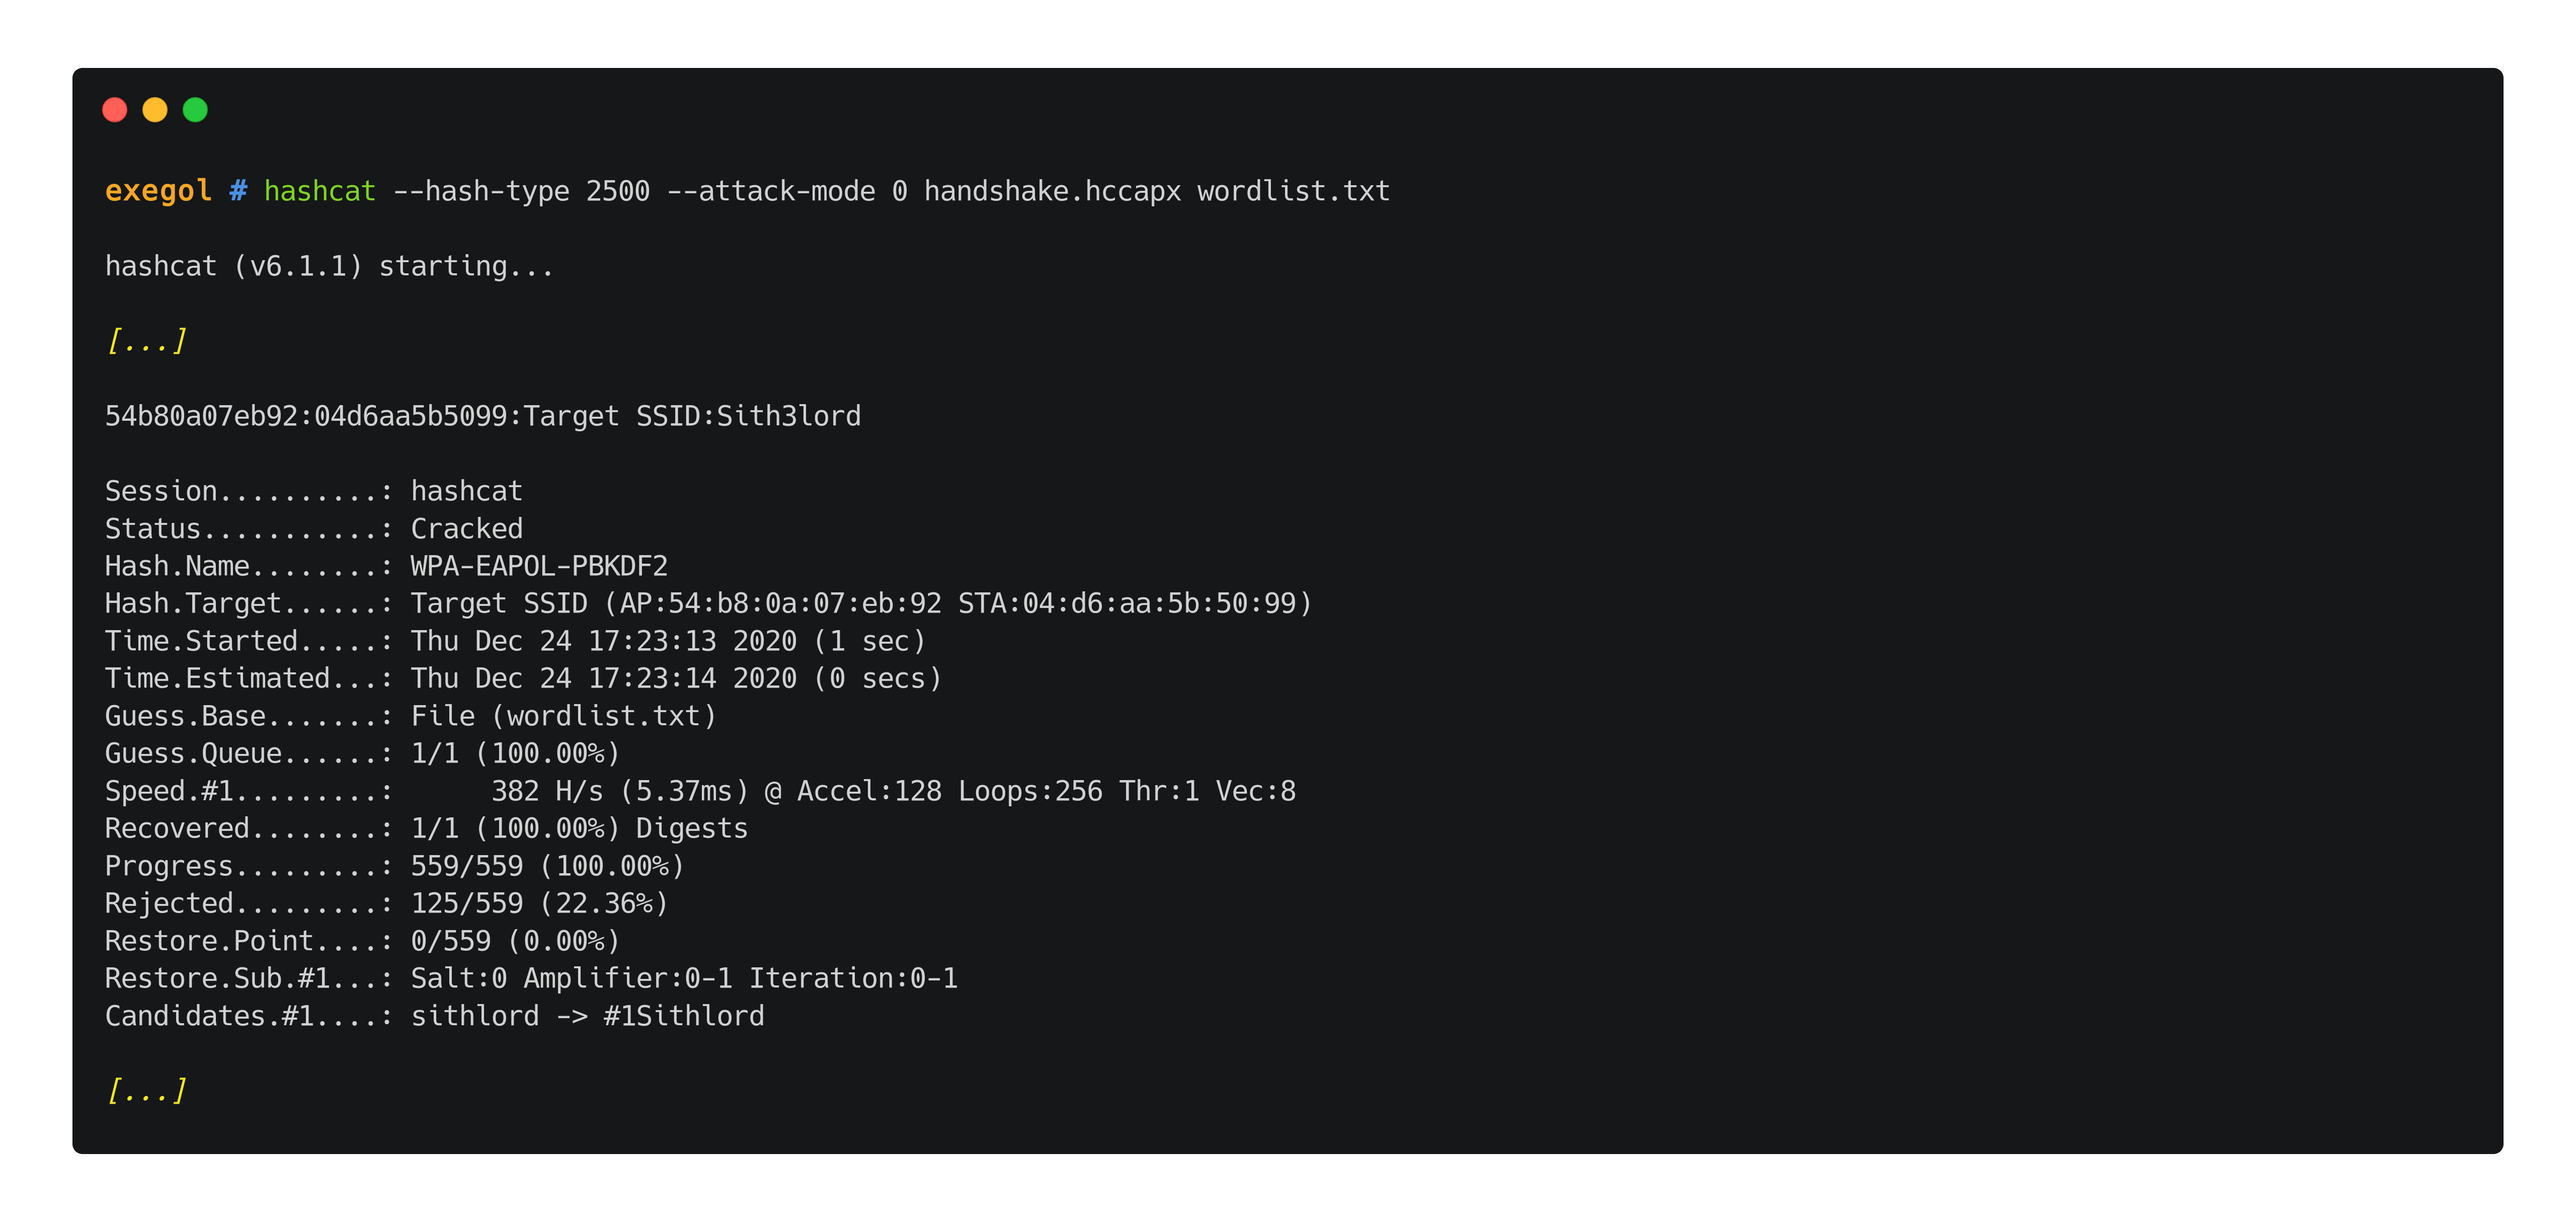 exegol # hashcat --hash-type 2500 --attack-mode 0 handshake.hccapx wordlist.txt
hashcat (v6.1.1) starting...
[...]
54b80a07eb92:04d6aa5b5099:Target SSID:Sith3lord
Session..........: hashcat
Status...........: Cracked
Hash.Name........: WPA-EAPOL-PBKDF2
Hash.Target......: Target SSID (AP:54:b8:0a:07:eb:92 STA:04:d6:aa:5b:50:99)
Time.Started.....: Thu Dec 24 17:23:13 2020 (1 sec)
Time.Estimated...: Thu Dec 24 17:23:14 2020 (0 secs)
Guess.Base.......: File (wordlist.txt)
Guess.Queue......: 1/1 (100.00%)
Speed.#1.........:      382 H/s (5.37ms) @ Accel:128 Loops:256 Thr:1 Vec:8
Recovered........: 1/1 (100.00%) Digests
Progress.........: 559/559 (100.00%)
Rejected.........: 125/559 (22.36%)
Restore.Point....: 0/559 (0.00%)
Restore.Sub.#1...: Salt:0 Amplifier:0-1 Iteration:0-1
Candidates.#1....: sithlord -> #1Sithlord
[...]